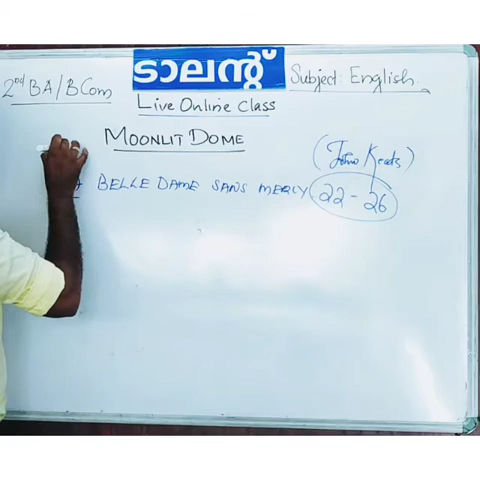 ടാലന്റ്
2nd BA/BCom
Subject: English.
Live Online Class
MOONLIT DOME
(John Keats)
BELLE DAME SANS MERCY 22-26